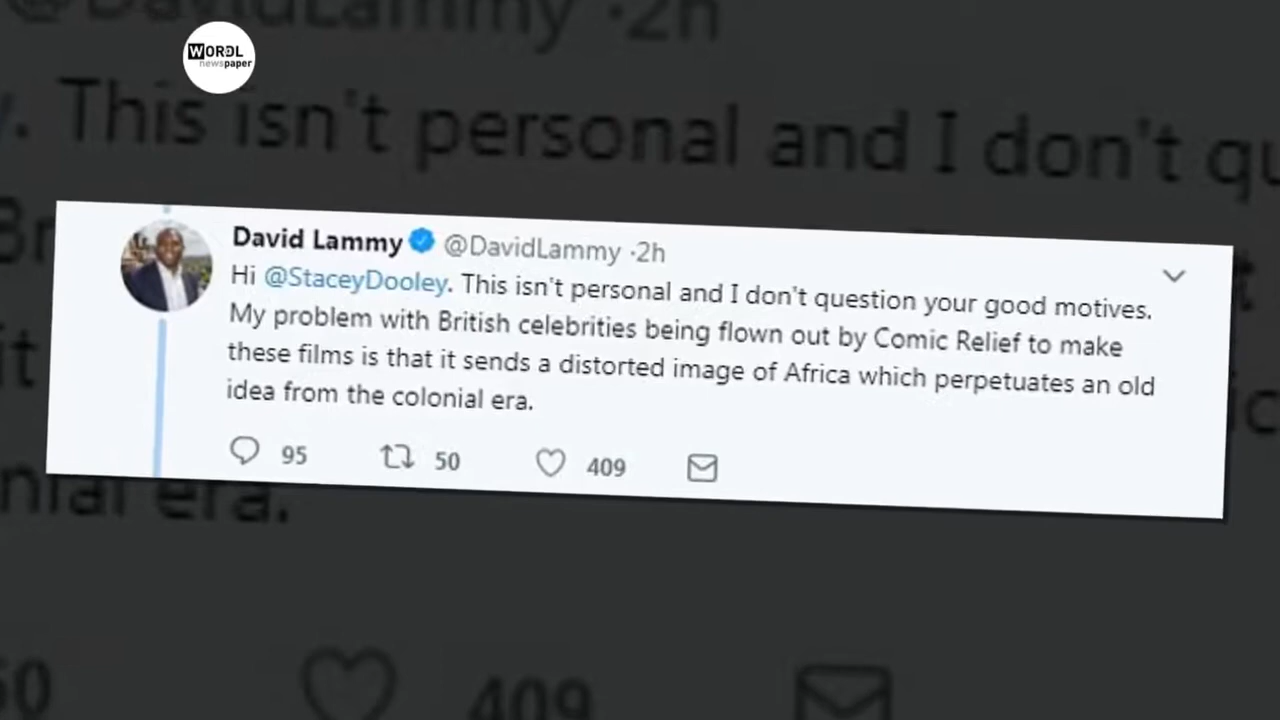 @DavidLammy ·2h
WORDL
newspaper
. This isn't personal and I don't qu
David Lammy @DavidLammy ·2h
Hi @StaceyDooley. This isn't personal and I don't question your good motives.
My problem with British celebrities being flown out by Comic Relief to make
these films is that it sends a distorted image of Africa which perpetuates an old
idea from the colonial era.
95 50 409
nial era.
409